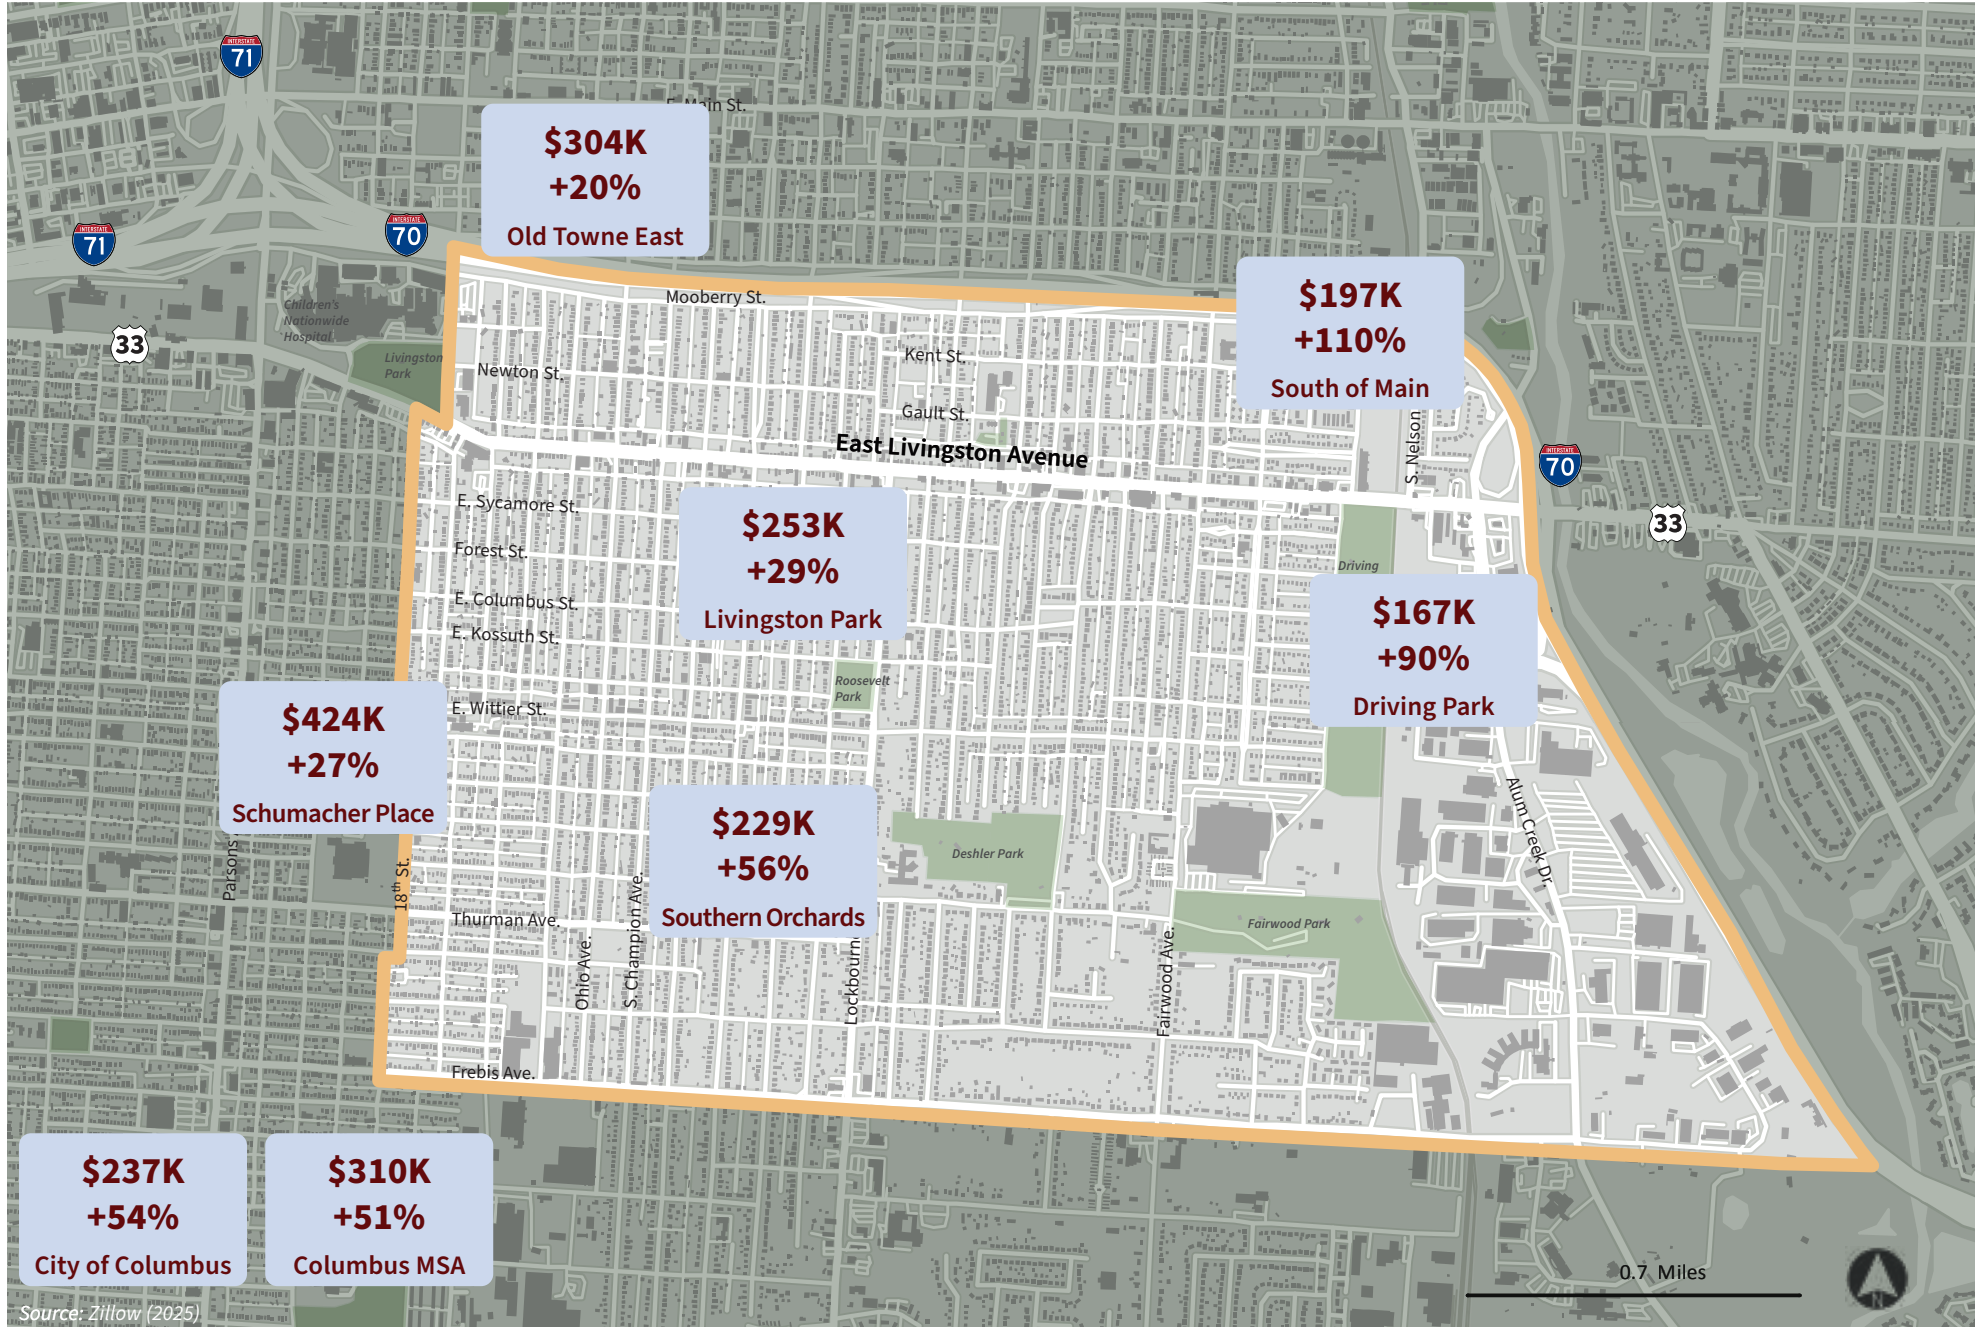 INTERSTATE
71
E. Main St.
$304K
+20%
Old Towne East
INTERSTATE
71
INTERSTATE
70
Mooberry St.
$197K
+110%
South of Main
Children's
Nationwide
Hospital
33
Livingston
Park
Newton St.
Kent St.
Gault St.
East Livingston Avenue
S. Nelson
INTERSTATE
70
33
E. Sycamore St.
Forest St.
E. Columbus St.
E. Kossuth St.
$253K
+29%
Livingston Park
Driving
$167K
+90%
Driving Park
Roosevelt
Park
E. Wittier St.
$424K
+27%
Schumacher Place
Parsons
18th St.
$229K
+56%
Southern Orchards
Deshler Park
Alum Creek Dr.
Thurman Ave.
Ohio Ave.
S. Champion Ave.
Lockbourn
Fairwood Ave.
Fairwood Park
Frebis Ave.
$237K
+54%
City of Columbus
$310K
+51%
Columbus MSA
0.7 Miles
N
Source: Zillow (2025)